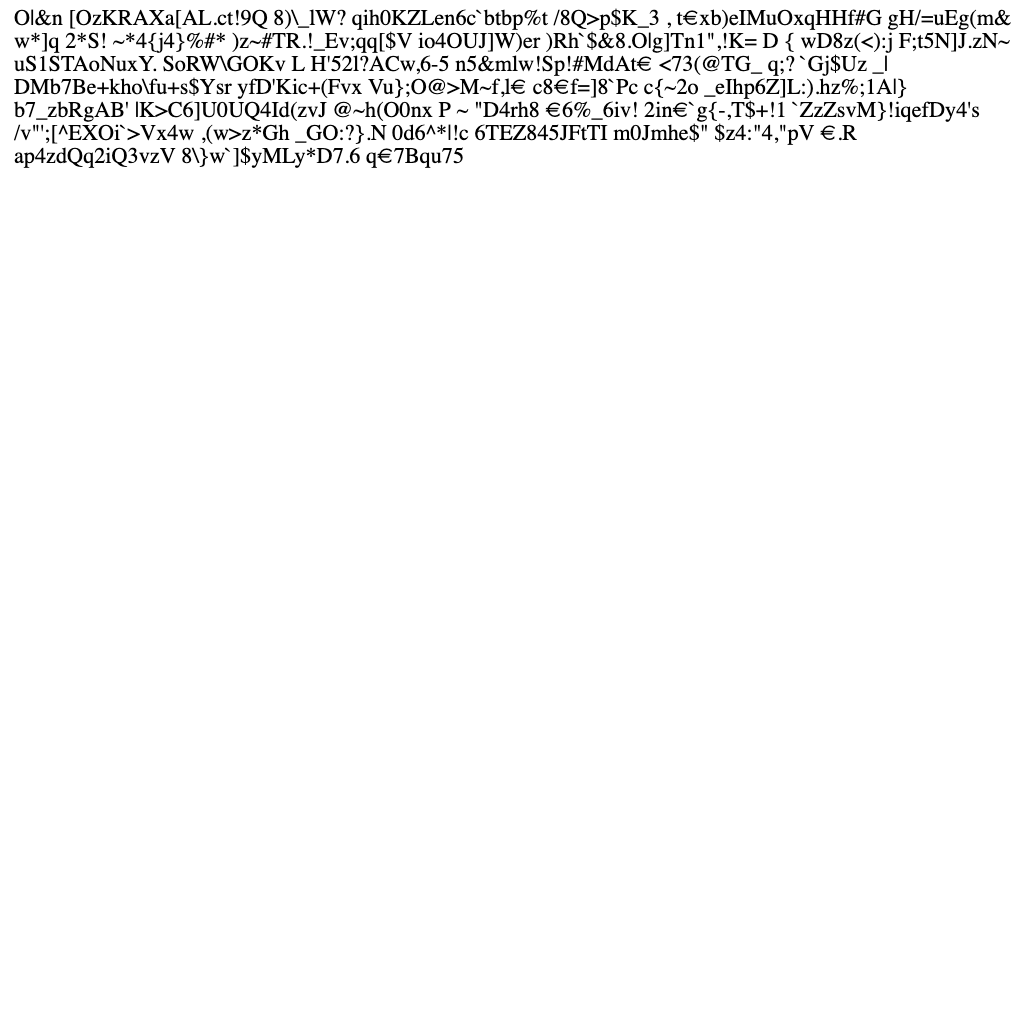 O|&n [OzKRAXa[AL.ct!9Q 8)\_lW? qih0KZLen6c`btbp%t /8Q>p$K_3 , t€xb)eIMuOxqHHf#G gH/=uEg(m&
w*]q 2*S! ~*4{j4}%#* )z~#TR.!_Ev;qq[$V io4OUJ]W)er )Rh`$&8.O|g]Tn1",!K= D { wD8z(<):j F;t5N]J.zN~
uS1STAoNuxY. SoRW\GOKv L H'52l?ACw,6-5 n5&mlw!Sp!#MdAt€ <73(@TG_ q;? `Gj$Uz _|
DMb7Be+kho\fu+s$Ysr yfD'Kic+(Fvx Vu};O@>M~f,l€ c8€f=]8`Pc c{~2o _eIhp6Z]L:).hz%;1A|}
b7_zbRgAB' |K>C6]U0UQ4Id(zvJ @~h(O0nx P ~ "D4rh8 €6%_6iv! 2in€`g{-,T$+!1 `ZzZsvM}!iqefDy4's
/v"';[^EXOi`>Vx4w ,(w>z*Gh _GO:?}.N 0d6^*l!c 6TEZ845JFtTI m0Jmhe$" $z4:"4,"pV €.R
ap4zdQq2iQ3vzV 8\}w`]$yMLy*D7.6 q€7Bqu75